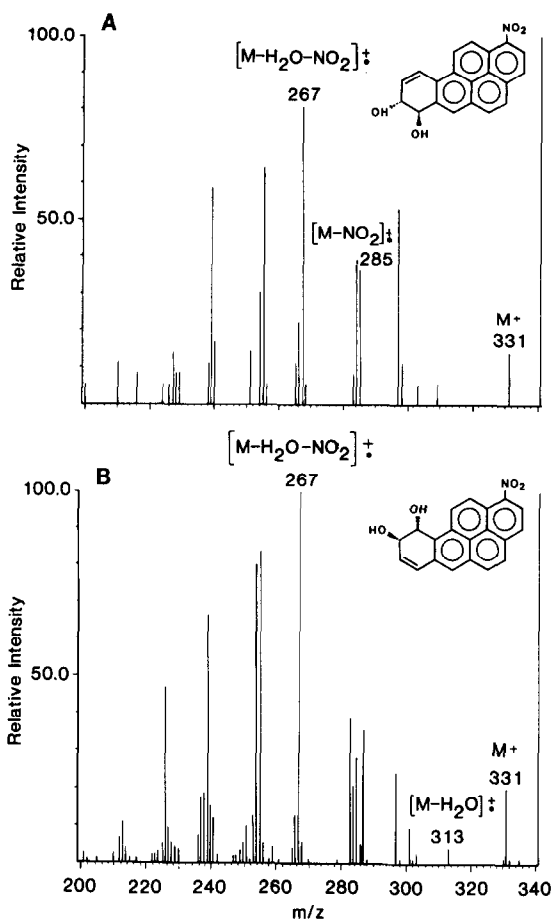 A
100.0
50.0
Relative Intensity
[M-H₂O-NO₂]⁺•
267
[M-NO₂]⁺•
285
M⁺
331
NO₂
OH
OH
B
100.0
50.0
Relative Intensity
[M-H₂O-NO₂]⁺•
267
[M-H₂O]⁺•
313
M⁺
331
NO₂
OH
HO
200 220 240 260 280 300 320 340
m/z